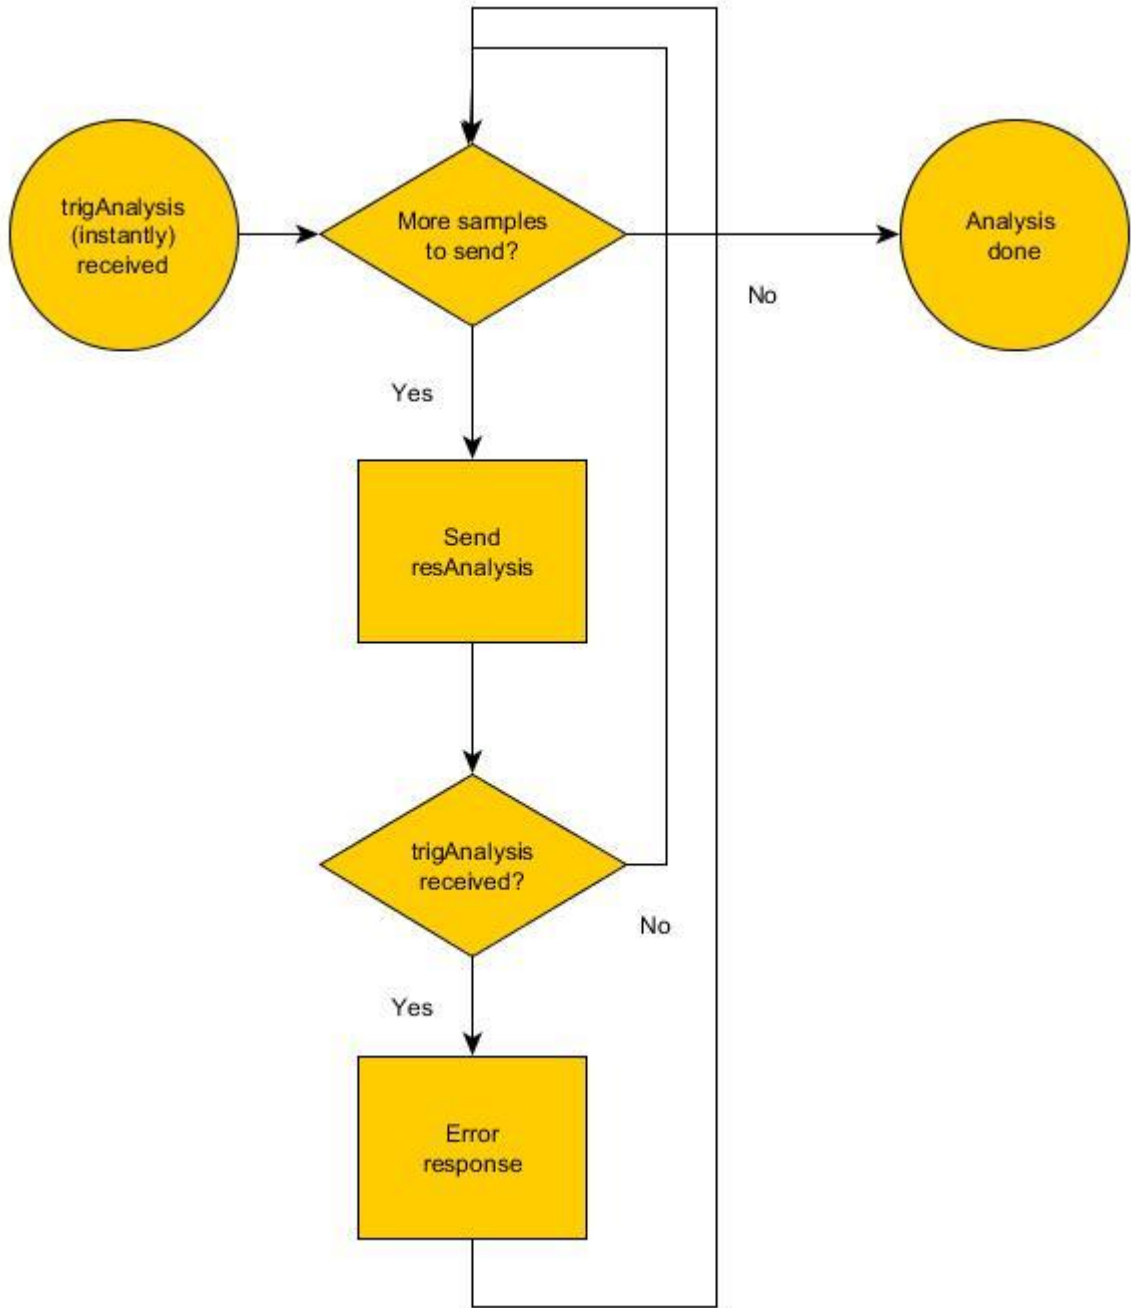 trigAnalysis
(instantly)
received
More samples
to send?
Analysis
done
No
Yes
Send
resAnalysis
trigAnalysis
received?
No
Yes
Error
response